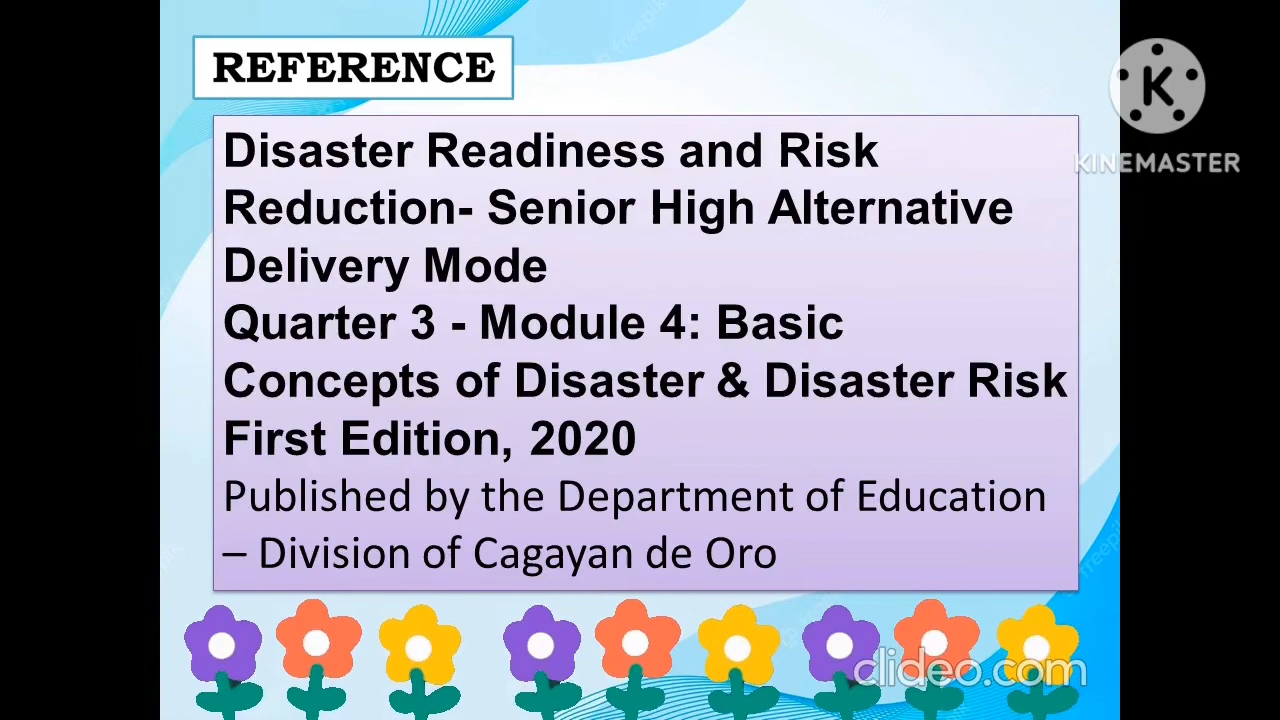 REFERENCE
Disaster Readiness and Risk
Reduction- Senior High Alternative
Delivery Mode
Quarter 3 - Module 4: Basic
Concepts of Disaster & Disaster Risk
First Edition, 2020
Published by the Department of Education
– Division of Cagayan de Oro
K
KINEMASTER
clideo.com